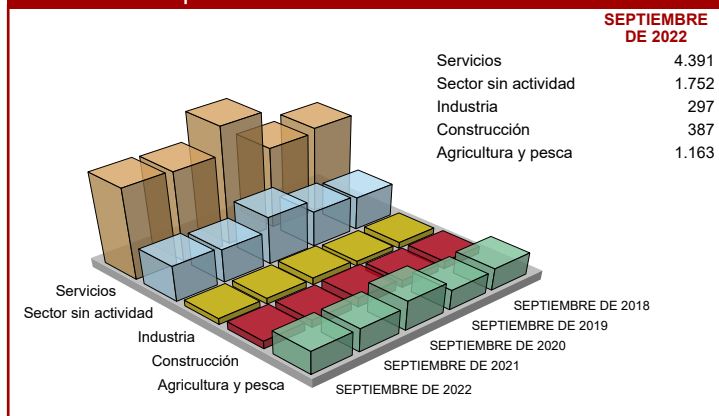 SEPTIEMBRE
DE 2022
Servicios 4.391
Sector sin actividad 1.752
Industria 297
Construcción 387
Agricultura y pesca 1.163
Servicios
Sector sin actividad
Industria
Construcción
Agricultura y pesca
SEPTIEMBRE DE 2018
SEPTIEMBRE DE 2019
SEPTIEMBRE DE 2020
SEPTIEMBRE DE 2021
SEPTIEMBRE DE 2022